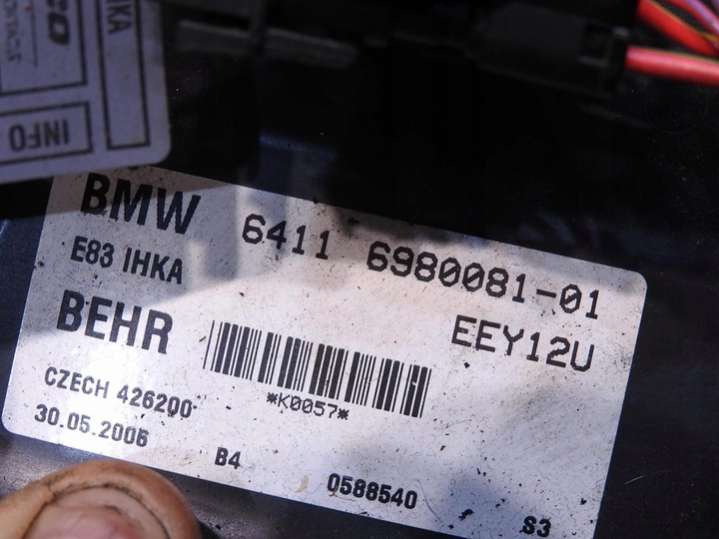 INFO
BMW 6411 6980081-01
E83 IHKA
BEHR EEY12U
*K0057*
CZECH 426200
30.05.2006
B4 0588540 S3